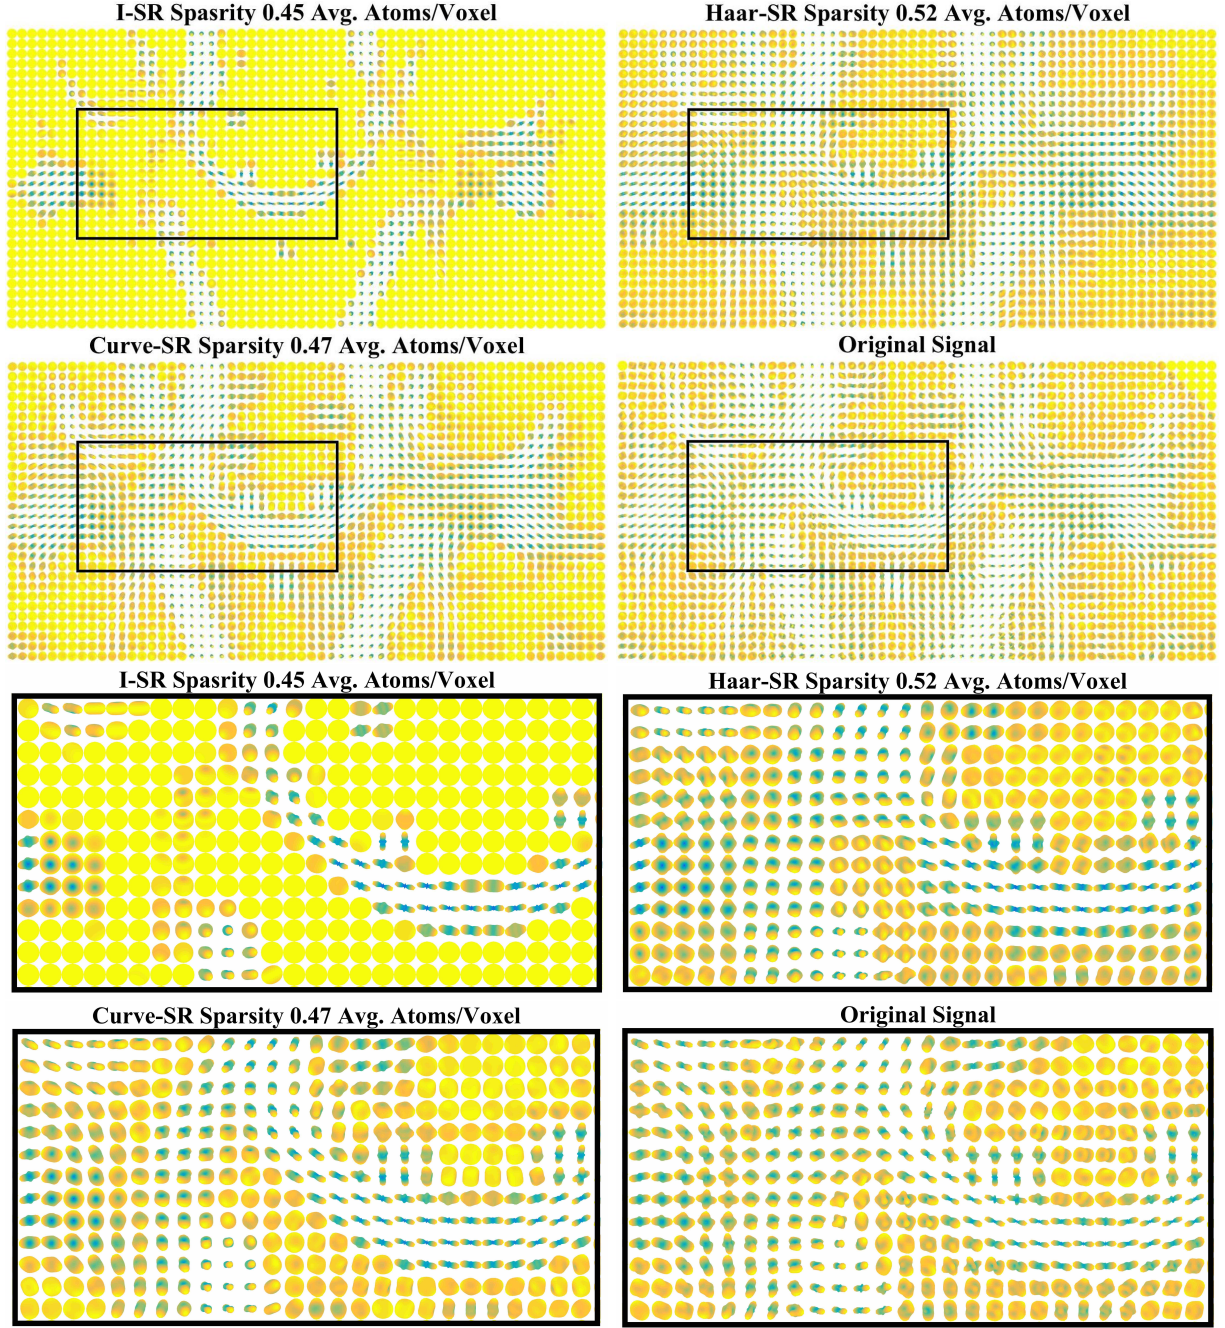 I-SR Spasrity 0.45 Avg. Atoms/Voxel
Haar-SR Sparsity 0.52 Avg. Atoms/Voxel
Curve-SR Sparsity 0.47 Avg. Atoms/Voxel
Original Signal
I-SR Spasrity 0.45 Avg. Atoms/Voxel
Haar-SR Sparsity 0.52 Avg. Atoms/Voxel
Curve-SR Sparsity 0.47 Avg. Atoms/Voxel
Original Signal